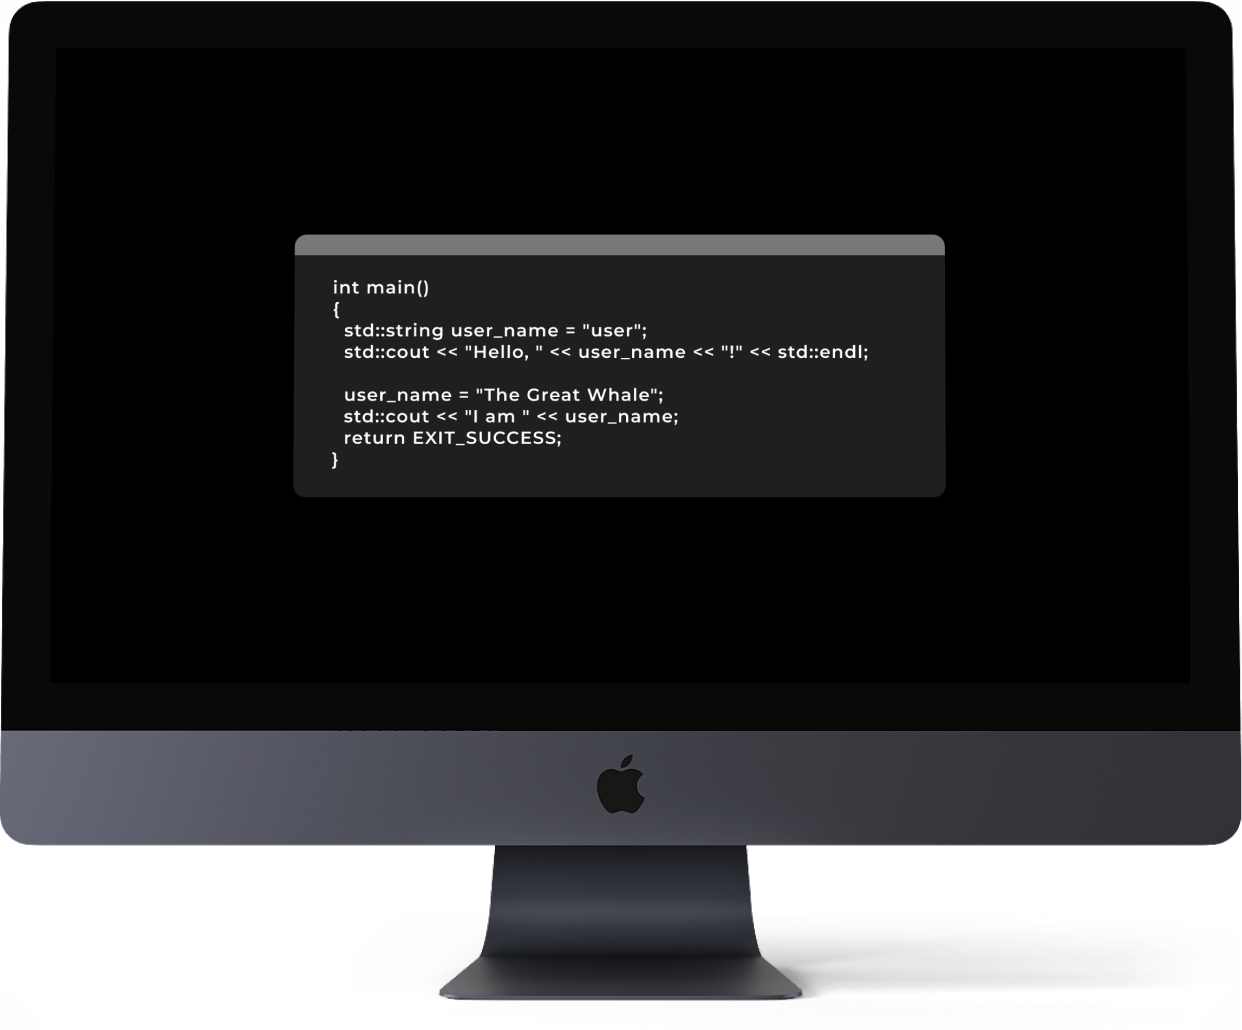 int main()
{
std::string user_name = "user";
std::cout << "Hello, " << user_name << "!" << std::endl;
user_name = "The Great Whale";
std::cout << "I am " << user_name;
return EXIT_SUCCESS;
}